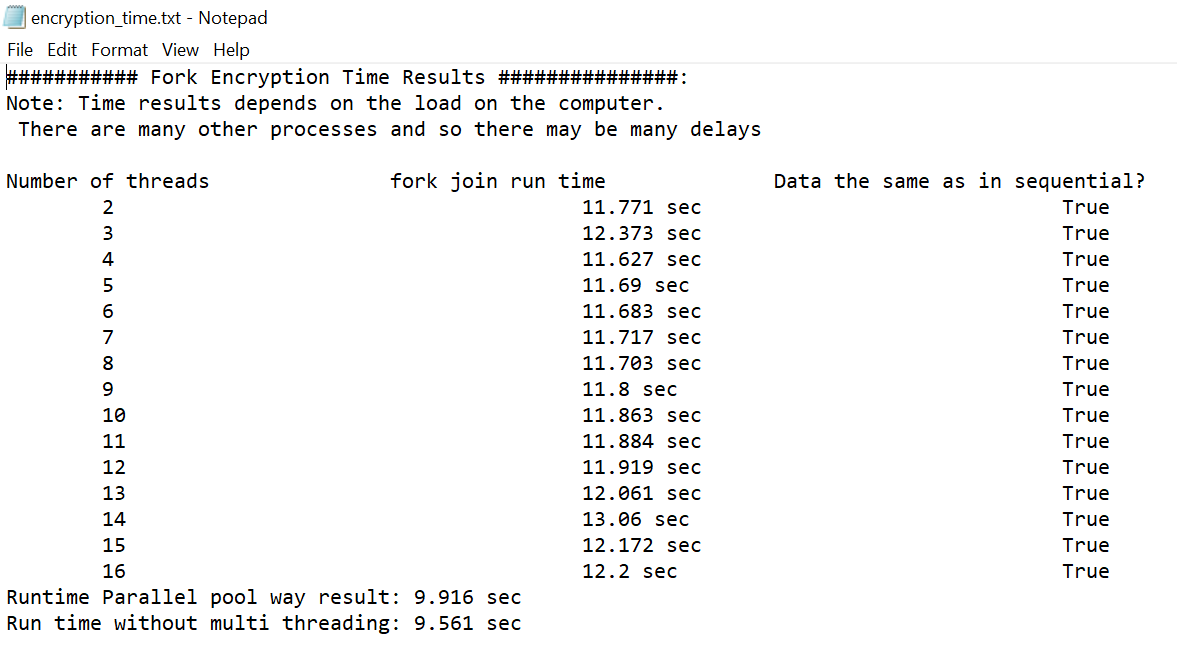 encryption_time.txt - Notepad
File Edit Format View Help
########### Fork Encryption Time Results ###############:
Note: Time results depends on the load on the computer.
There are many other processes and so there may be many delays
Number of threads fork join run time Data the same as in sequential?
2 11.771 sec True
3 12.373 sec True
4 11.627 sec True
5 11.69 sec True
6 11.683 sec True
7 11.717 sec True
8 11.703 sec True
9 11.8 sec True
10 11.863 sec True
11 11.884 sec True
12 11.919 sec True
13 12.061 sec True
14 13.06 sec True
15 12.172 sec True
16 12.2 sec True
Runtime Parallel pool way result: 9.916 sec
Run time without multi threading: 9.561 sec